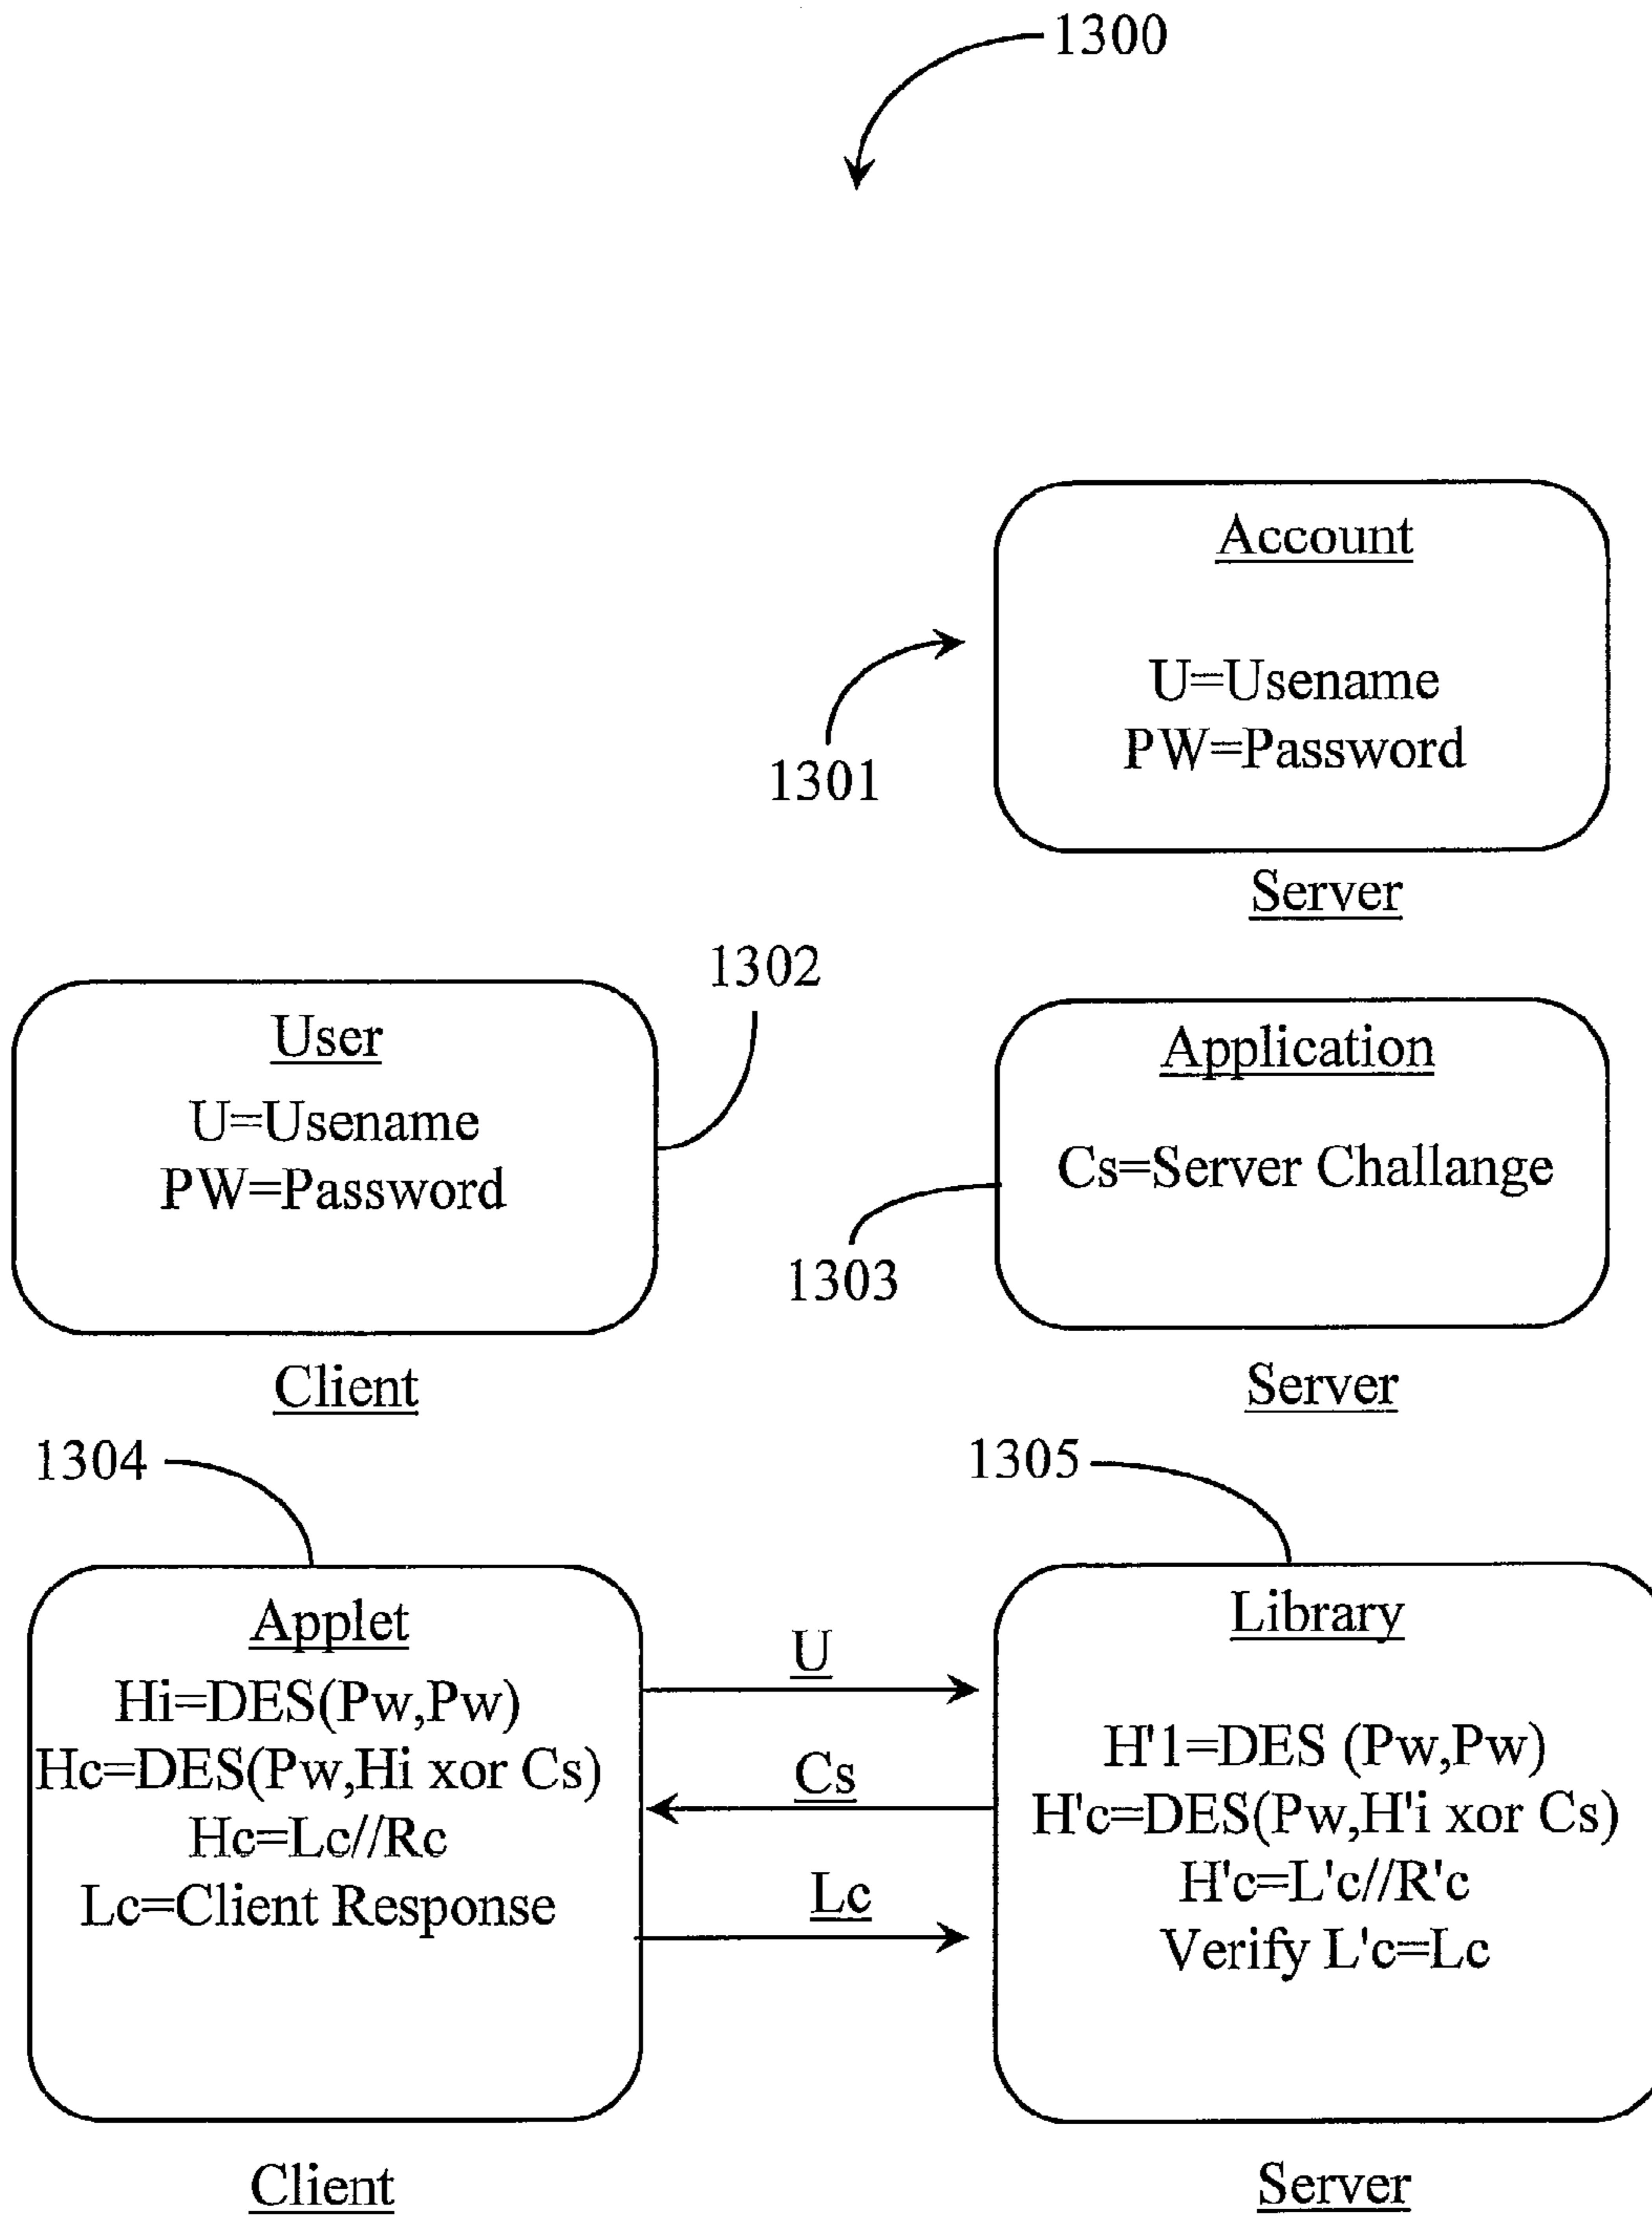 1300
Account
U=Usename
PW=Password
1301
Server
1302
User
U=Usename
PW=Password
Client
Application
Cs=Server Challange
1303
Server
1304
1305
Applet
Hi=DES(Pw,Pw)
Hc=DES(Pw,Hi xor Cs)
Hc=Lc//Rc
Lc=Client Response
Client
U
Cs
Lc
Library
H'1=DES (Pw,Pw)
H'c=DES(Pw,H'i xor Cs)
H'c=L'c//R'c
Verify L'c=Lc
Server